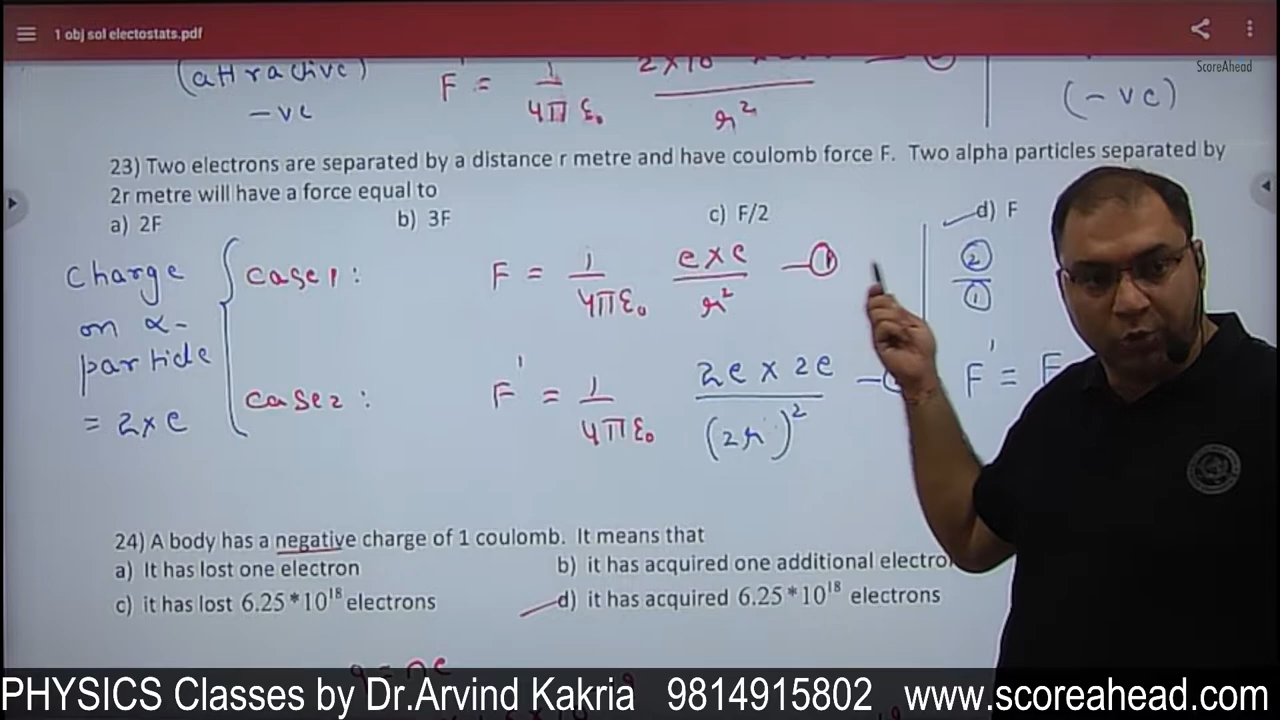 1 obj sol electostats.pdf
ScoreAhead
(attractive)
-ve
F' = 1
4πε₀
r²
(-ve)
23) Two electrons are separated by a distance r metre and have coulomb force F. Two alpha particles separated by
2r metre will have a force equal to
a) 2F b) 3F c) F/2 d) F
Charge
on α-
particle
= 2×e
case 1: F = 1/4πε₀ e×e/r² —①
②/①
case 2: F' = 1/4πε₀ 2e×2e/(2r)²
F' = F
24) A body has a negative charge of 1 coulomb. It means that
a) It has lost one electron b) it has acquired one additional
c) it has lost 6.25*10¹⁸ electrons d) it has acquired 6.25*10¹⁸ electrons
q = ne
PHYSICS Classes by Dr.Arvind Kakria 9814915802 www.scoreahead.com